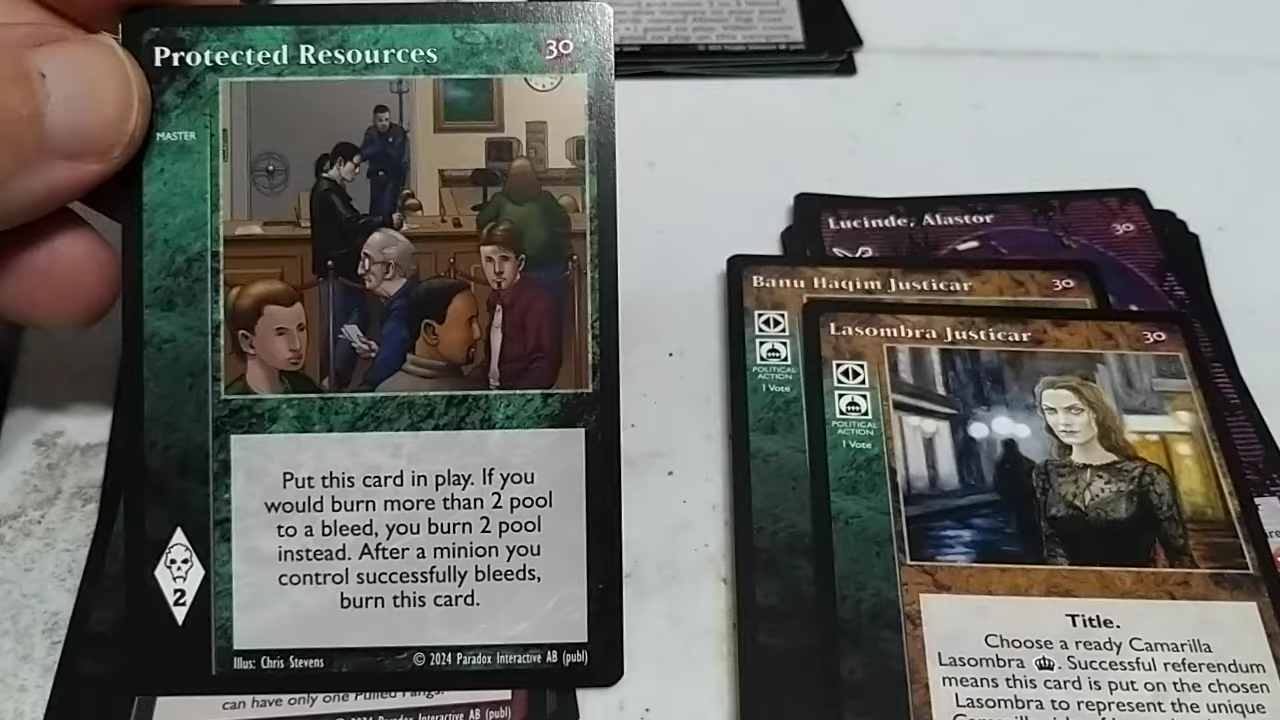 Protected Resources
30
MASTER
Put this card in play. If you
would burn more than 2 pool
to a bleed, you burn 2 pool
instead. After a minion you
control successfully bleeds,
burn this card.
2
Illus: Chris Stevens
© 2024 Paradox Interactive AB (publ)
can have only one Pulled Fangs.
Paradox Interactive AB (publ)
Lucinde, Alastor
30
Banu Haqim Justicar
30
POLITICAL
ACTION
1 Vote
Lasombra Justicar
30
POLITICAL
ACTION
1 Vote
Title.
Choose a ready Camarilla
Lasombra. Successful referendum
means this card is put on the chosen
Lasombra to represent the unique